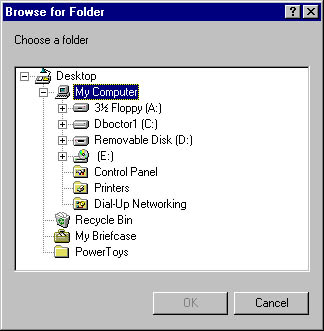 Browse for Folder
Choose a folder
Desktop
My Computer
3½ Floppy (A:)
Dboctor1 (C:)
Removable Disk (D:)
(E:)
Control Panel
Printers
Dial-Up Networking
Recycle Bin
My Briefcase
PowerToys
OK
Cancel